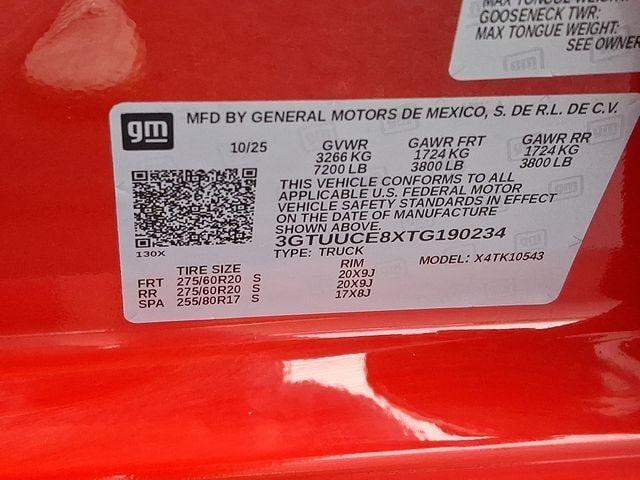 MAX TONGUE WEIGHT:
GOOSENECK TWR:
MAX TONGUE WEIGHT:
SEE OWNER
gm
MFD BY GENERAL MOTORS DE MEXICO, S. DE R.L. DE C.V.
10/25 GVWR GAWR FRT GAWR RR
3266 KG 1724 KG 1724 KG
7200 LB 3800 LB 3800 LB
THIS VEHICLE CONFORMS TO ALL
APPLICABLE U.S. FEDERAL MOTOR
VEHICLE SAFETY STANDARDS IN EFFECT
ON THE DATE OF MANUFACTURE
SHOWN ABOVE.
3GTUUCE8XTG190234
130X TYPE: TRUCK MODEL: X4TK10543
TIRE SIZE RIM
FRT 275/60R20 S 20X9J
RR 275/60R20 S 20X9J
SPA 255/80R17 S 17X8J